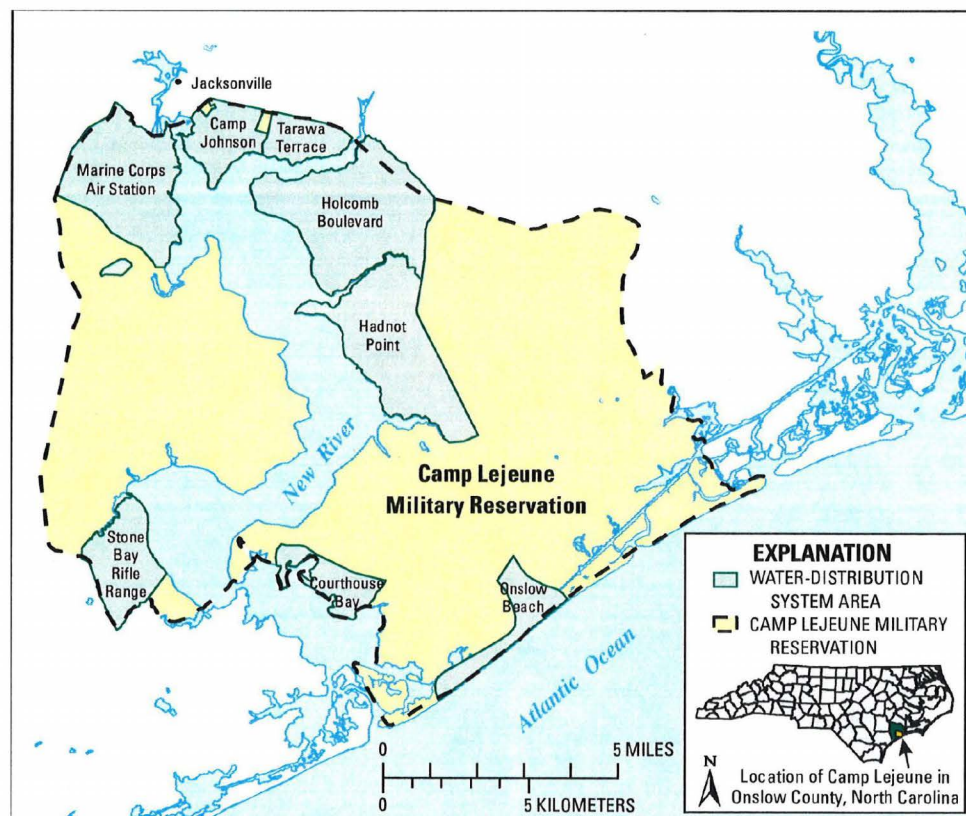 Jacksonville
Camp
Johnson
Tarawa
Terrace
Marine Corps
Air Station
Holcomb
Boulevard
Hadnot
Point
New River
Camp Lejeune
Military Reservation
Stone
Bay
Rifle
Range
Courthouse
Bay
Onslow
Beach
Atlantic Ocean
0
5 MILES
0
5 KILOMETERS
EXPLANATION
WATER-DISTRIBUTION
SYSTEM AREA
CAMP LEJEUNE MILITARY
RESERVATION
N
Location of Camp Lejeune in
Onslow County, North Carolina